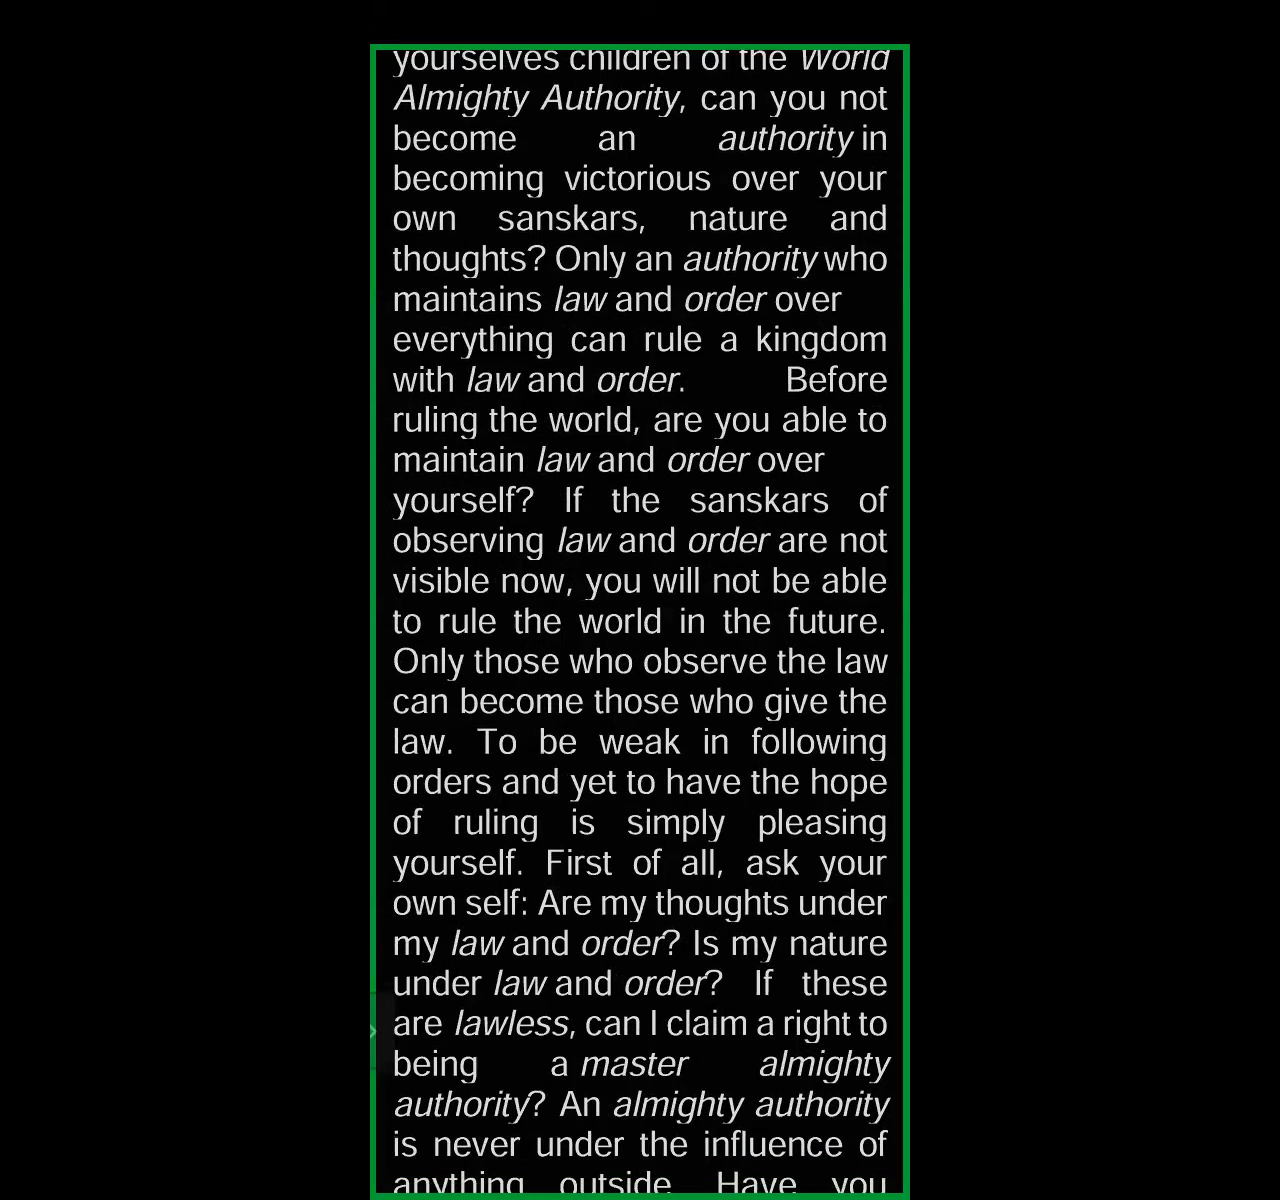 yourselves children of the World
Almighty Authority, can you not
become an authority in
becoming victorious over your
own sanskars, nature and
thoughts? Only an authority who
maintains law and order over
everything can rule a kingdom
with law and order. Before
ruling the world, are you able to
maintain law and order over
yourself? If the sanskars of
observing law and order are not
visible now, you will not be able
to rule the world in the future.
Only those who observe the law
can become those who give the
law. To be weak in following
orders and yet to have the hope
of ruling is simply pleasing
yourself. First of all, ask your
own self: Are my thoughts under
my law and order? Is my nature
under law and order? If these
are lawless, can I claim a right to
being a master almighty
authority? An almighty authority
is never under the influence of
anything outside. Have you